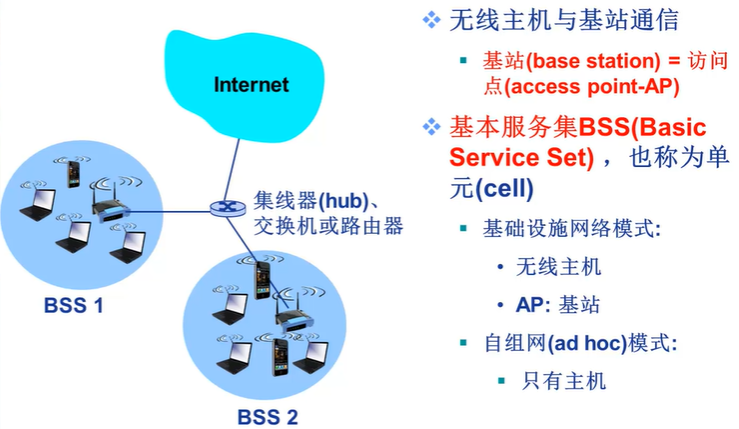 Internet
集线器(hub)、
交换机或路由器
BSS 1
BSS 2
无线主机与基站通信
基站(base station) = 访问
点(access point-AP)
基本服务集BSS(Basic
Service Set) ，也称为单
元(cell)
基础设施网络模式:
无线主机
AP: 基站
自组网(ad hoc)模式:
只有主机